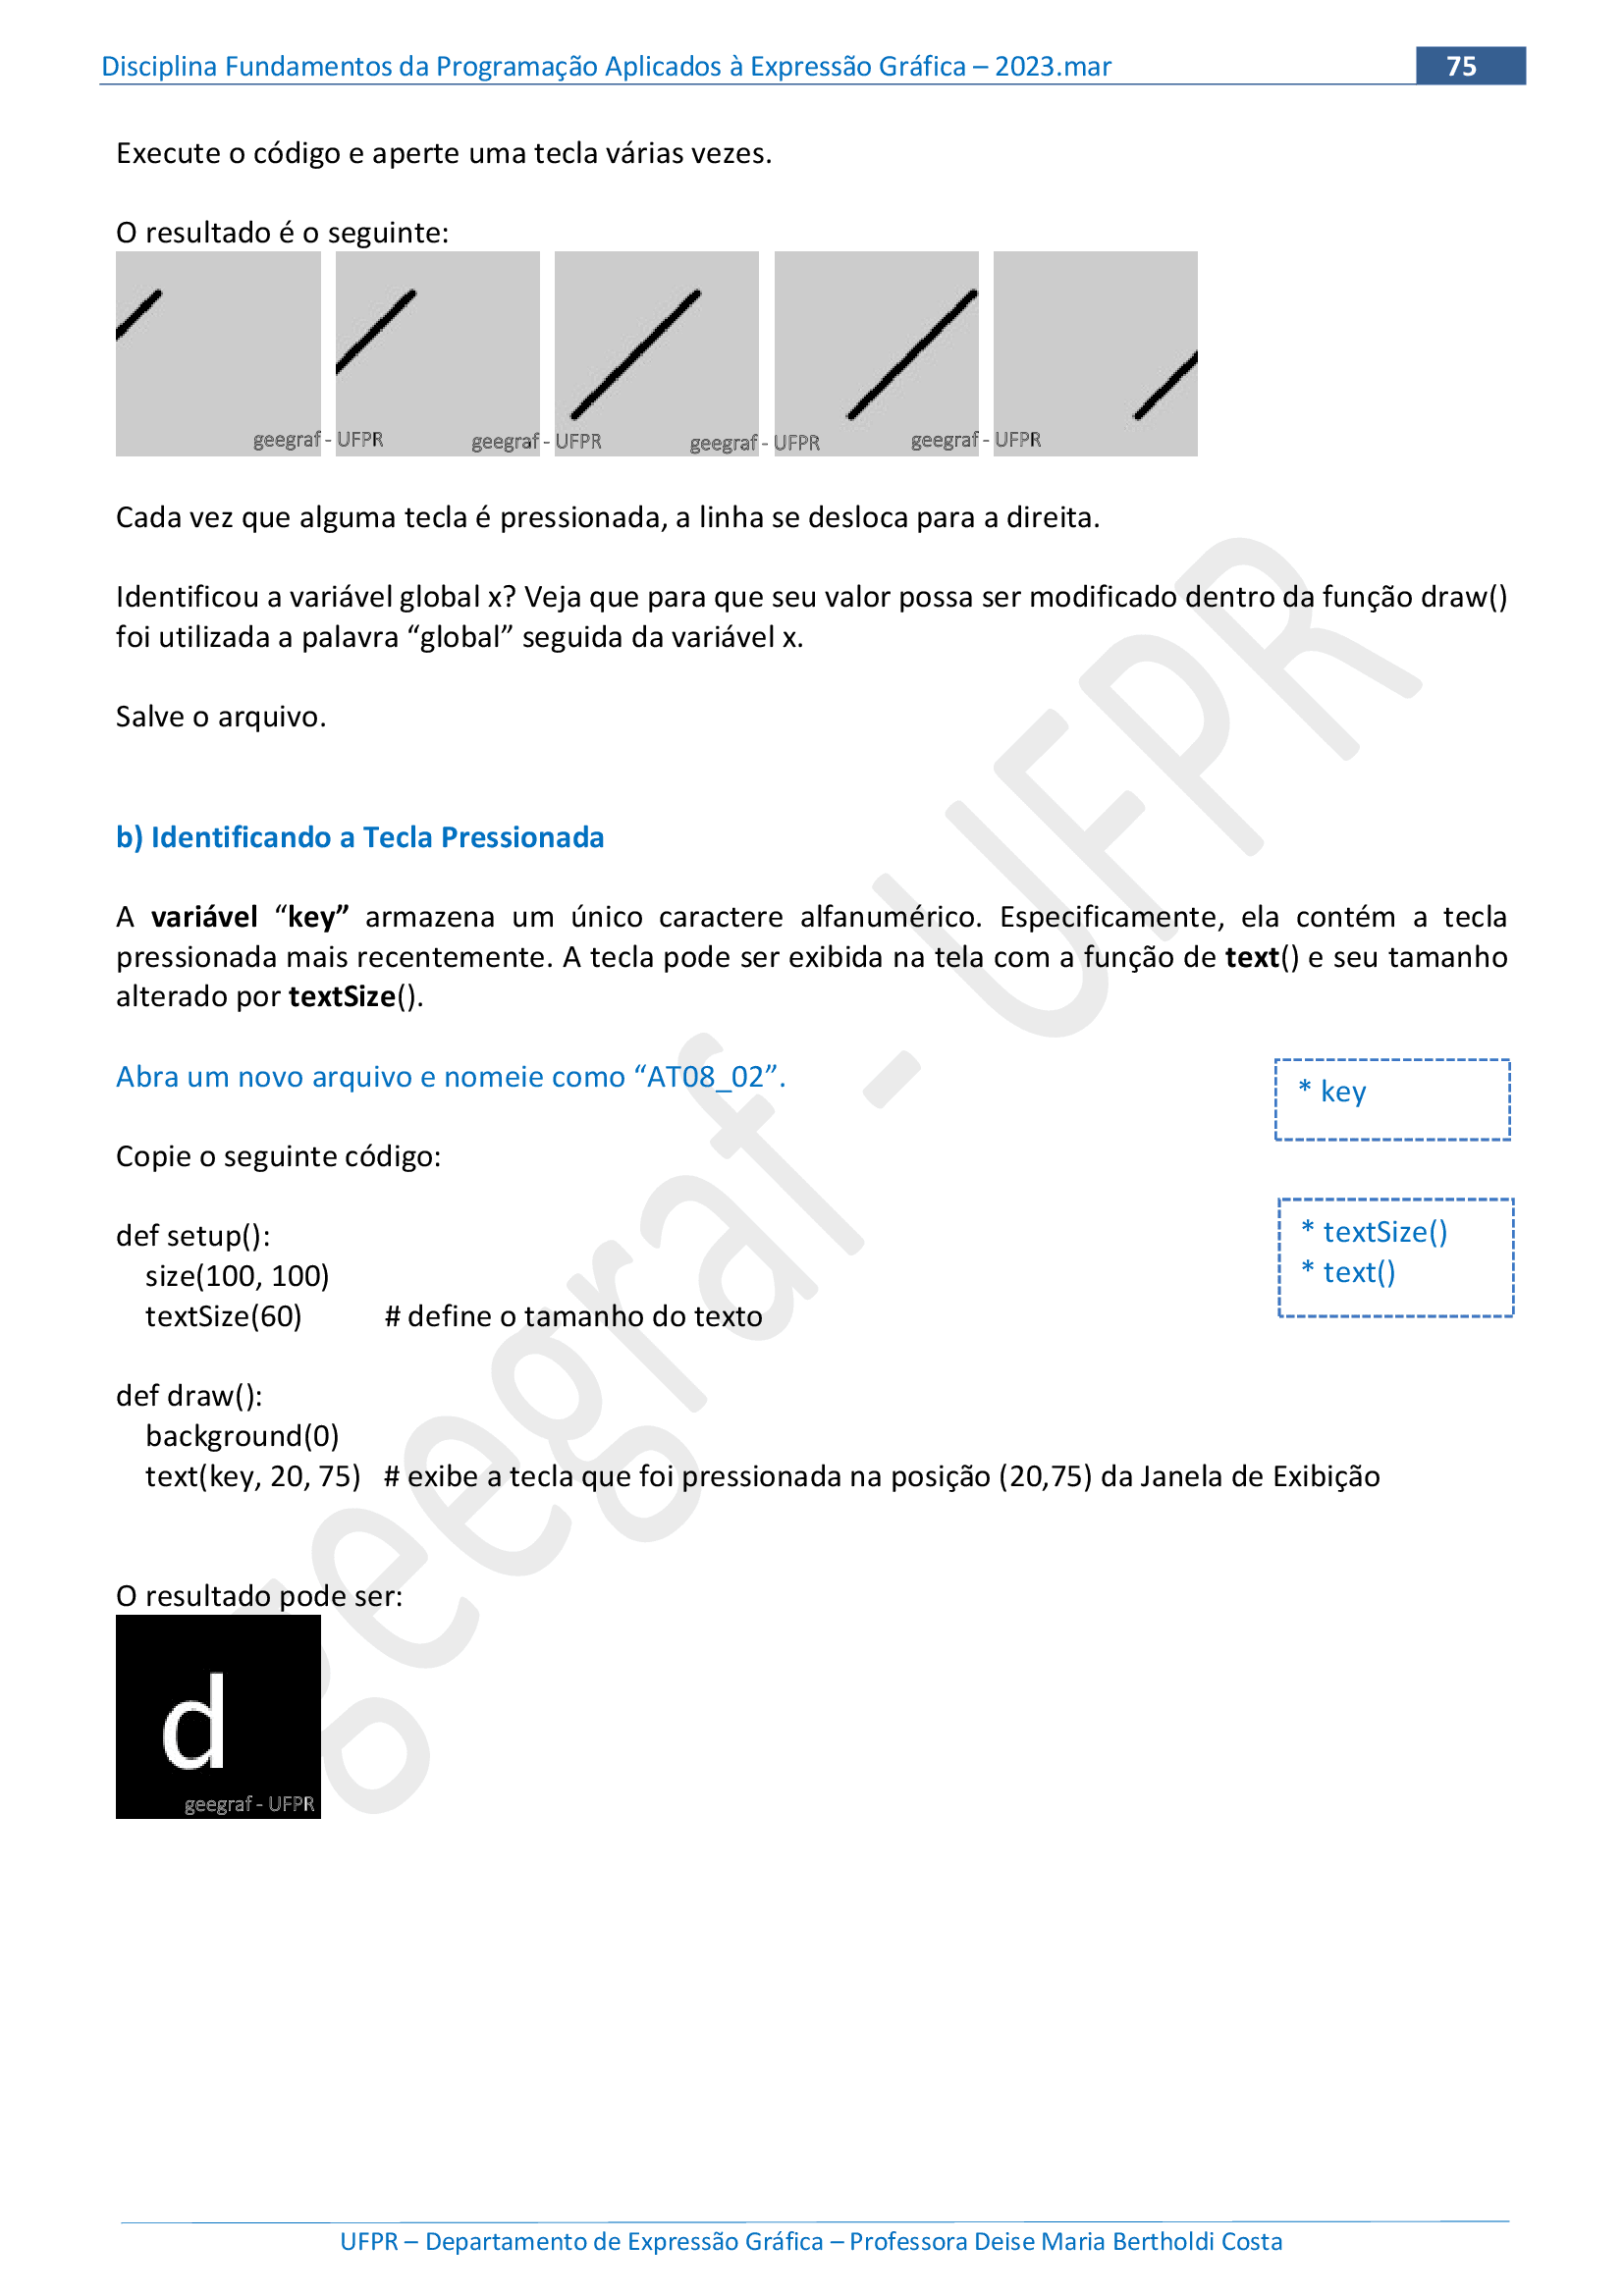 Disciplina Fundamentos da Programação Aplicados à Expressão Gráfica – 2023.mar 75
Execute o código e aperte uma tecla várias vezes.
O resultado é o seguinte:
geegraf - UFPR geegraf - UFPR geegraf - UFPR geegraf - UFPR
Cada vez que alguma tecla é pressionada, a linha se desloca para a direita.
Identificou a variável global x? Veja que para que seu valor possa ser modificado dentro da função draw()
foi utilizada a palavra “global” seguida da variável x.
Salve o arquivo.
b) Identificando a Tecla Pressionada
A variável “key” armazena um único caractere alfanumérico. Especificamente, ela contém a tecla
pressionada mais recentemente. A tecla pode ser exibida na tela com a função de text() e seu tamanho
alterado por textSize().
Abra um novo arquivo e nomeie como “AT08_02”.
* key
Copie o seguinte código:
* textSize()
* text()
def setup():
size(100, 100)
textSize(60) # define o tamanho do texto
def draw():
background(0)
text(key, 20, 75) # exibe a tecla que foi pressionada na posição (20,75) da Janela de Exibição
O resultado pode ser:
d
geegraf - UFPR
geegraf - UFPR
UFPR – Departamento de Expressão Gráfica – Professora Deise Maria Bertholdi Costa